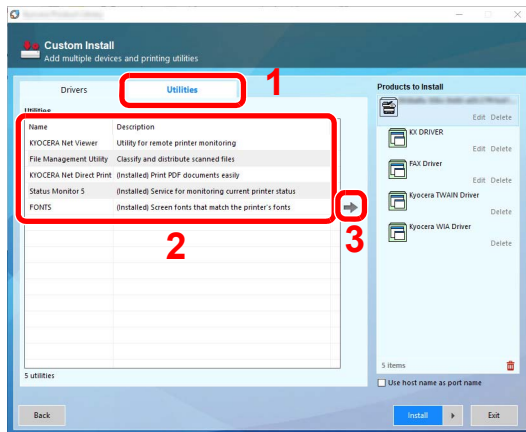 Custom Install
Add multiple devices and printing utilities
1
Drivers
Utilities
Products to Install
Utilities
Edit Delete
Name
Description
KYOCERA Net Viewer
Utility for remote printer monitoring
File Management Utility
Classify and distribute scanned files
KYOCERA Net Direct Print
(Installed) Print PDF documents easily
Status Monitor 5
(Installed) Service for monitoring current printer status
FONTS
(Installed) Screen fonts that match the printer's fonts
KX DRIVER
Edit Delete
FAX Driver
Edit Delete
Kyocera TWAIN Driver
Delete
Kyocera WIA Driver
Delete
2
3
5 items
5 utilities
Use host name as port name
Back
Install
Exit